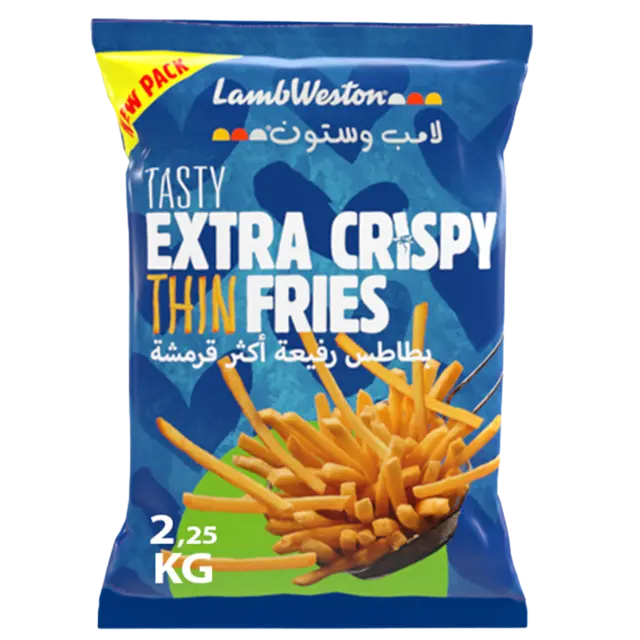 NEW PACK
LambWeston
لامب وستون
TASTY
EXTRA CRISPY
THIN FRIES
بطاطس رفيعة أكثر قرمشة
2,25
KG